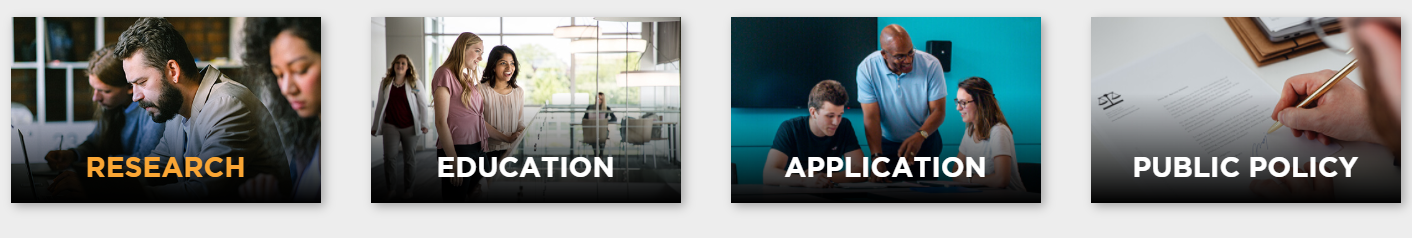 RESEARCH
EDUCATION
APPLICATION
PUBLIC POLICY